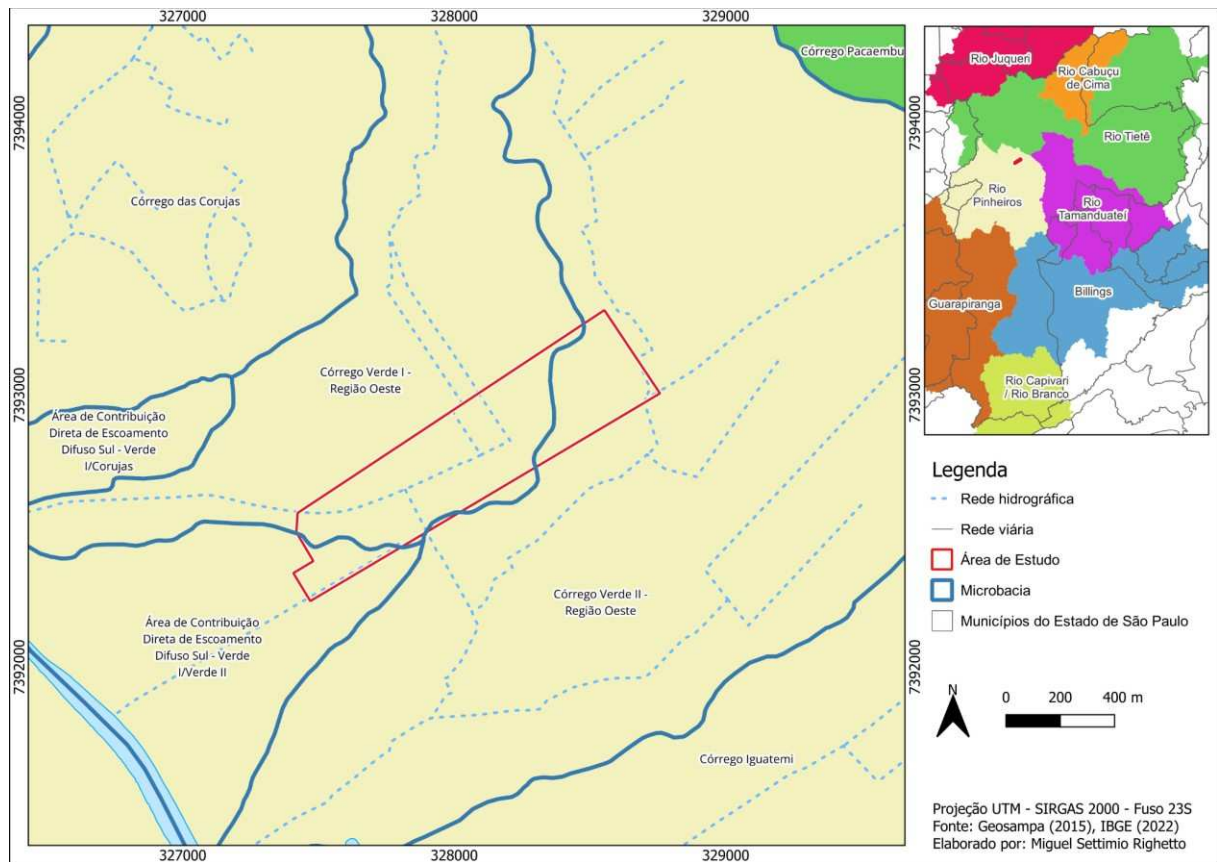 327000
328000
329000
7394000
7393000
7392000
Córrego Pacaembu
Córrego das Corujas
Córrego Verde I -
Região Oeste
Área de Contribuição
Direta de Escoamento
Difuso Sul - Verde
I/Corujas
Córrego Verde II -
Região Oeste
Área de Contribuição
Direta de Escoamento
Difuso Sul - Verde
I/Verde II
Córrego Iguatemi
7394000
7393000
7392000
327000
328000
329000
Rio Juqueri
Rio Cabuçu
de Cima
Rio Tietê
Rio
Pinheiros
Rio
Tamanduateí
Guarapiranga
Billings
Rio Capivari
/ Rio Branco
Legenda
Rede hidrográfica
Rede viária
Área de Estudo
Microbacia
Municípios do Estado de São Paulo
N
0 200 400 m
Projeção UTM - SIRGAS 2000 - Fuso 23S
Fonte: Geosampa (2015), IBGE (2022)
Elaborado por: Miguel Settimio Righetto